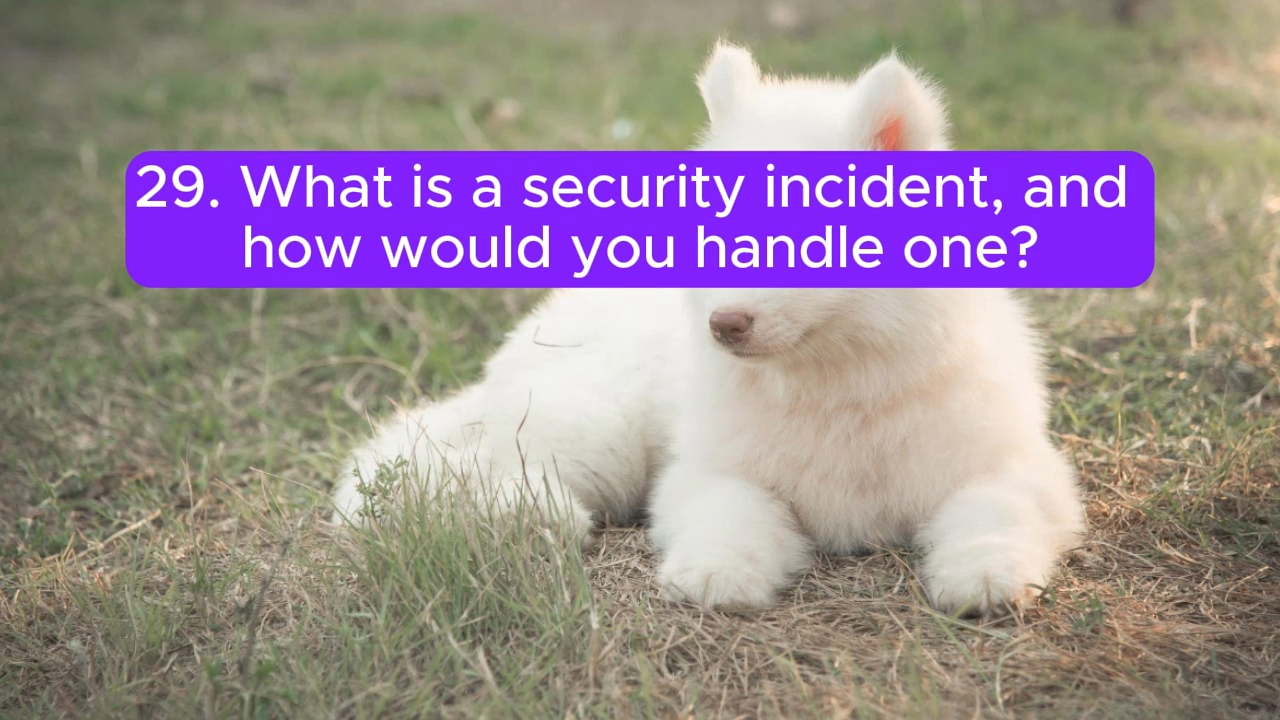 29. What is a security incident, and
how would you handle one?